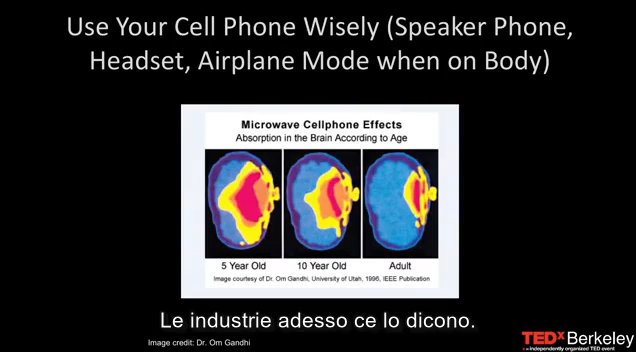 Use Your Cell Phone Wisely (Speaker Phone,
Headset, Airplane Mode when on Body)
Microwave Cellphone Effects
Absorption in the Brain According to Age
5 Year Old
10 Year Old
Adult
Image courtesy of Dr. Om Gandhi, University of Utah, 1996, IEEE Publication
Le industrie adesso ce lo dicono.
Image credit: Dr. Om Gandhi
TEDxBerkeley
x = independently organized TED event